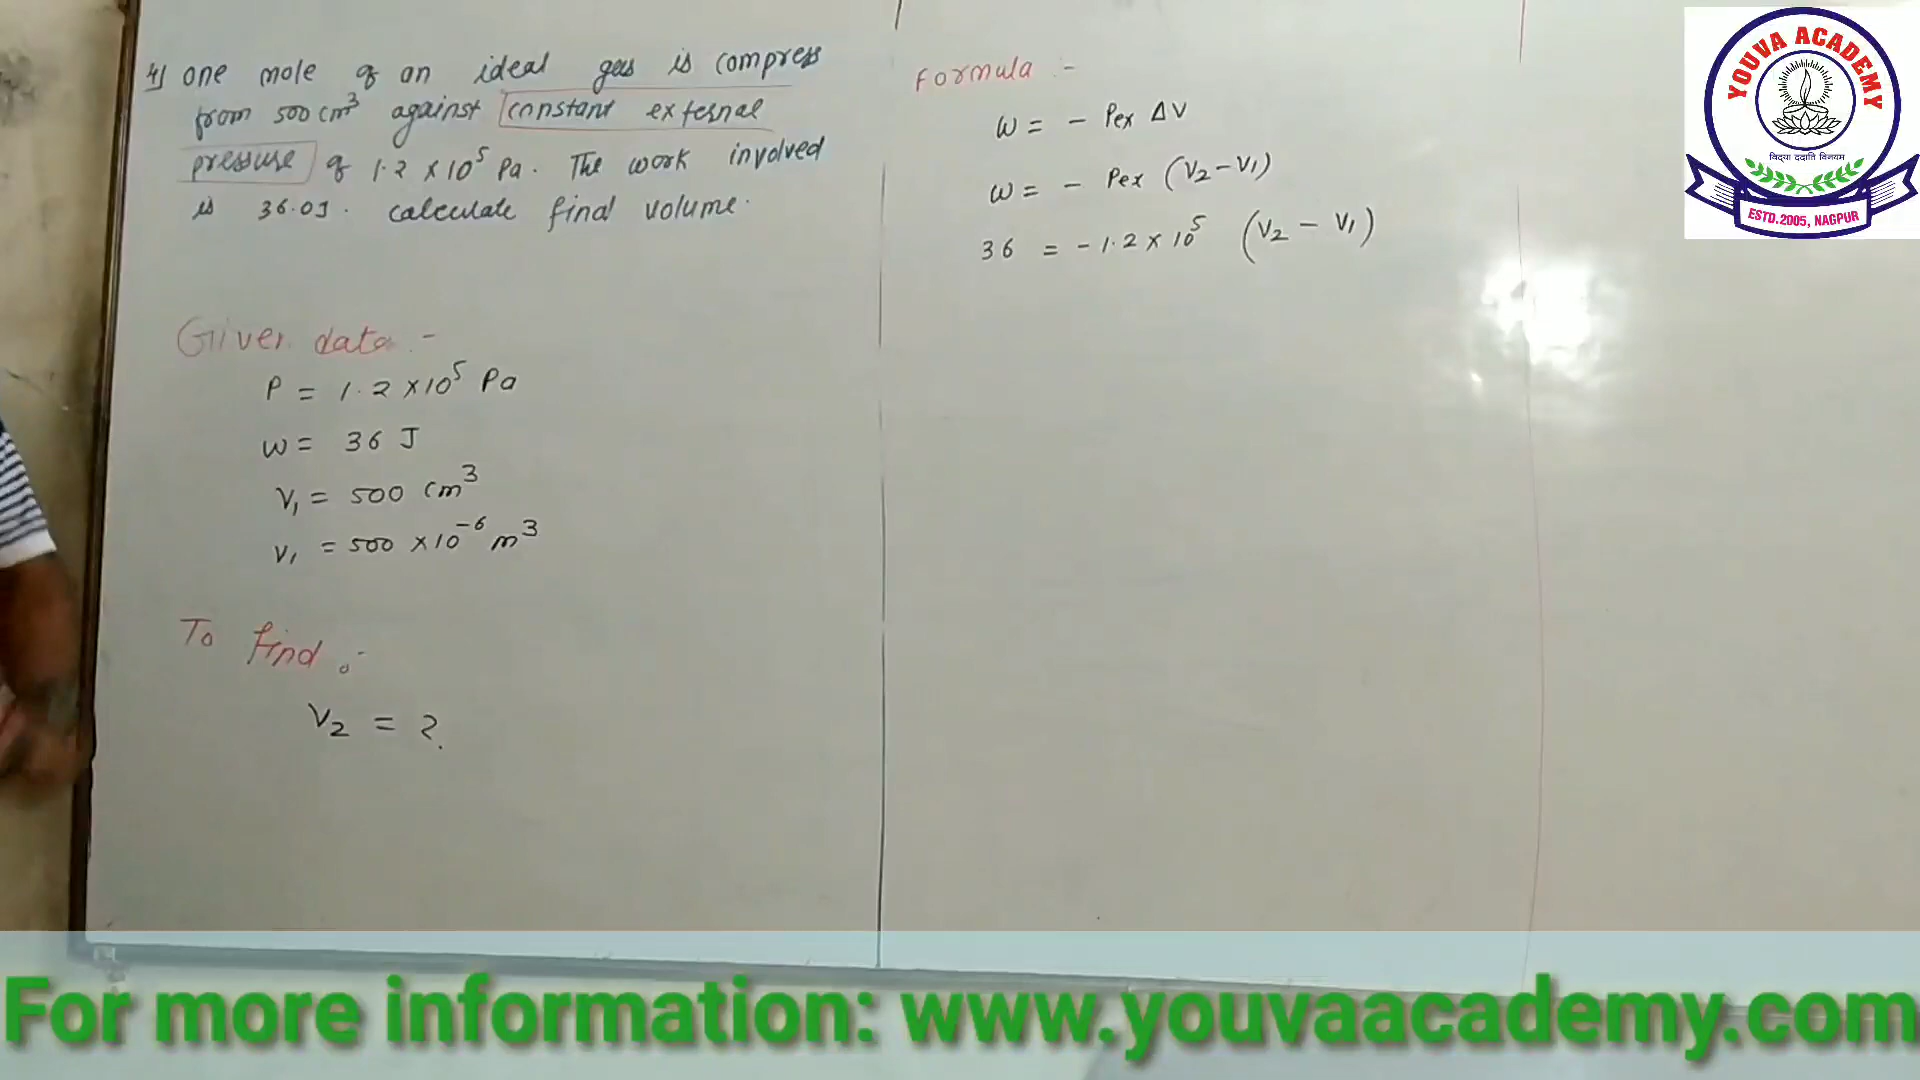 4) one mole of an ideal gas is compress
from 500 cm³ against constant external
pressure of 1.2 × 10⁵ Pa. The work involved
is 36.0J. calculate final volume.
Given data :-
P = 1.2 × 10⁵ Pa
W = 36 J
V₁ = 500 cm³
V₁ = 500 × 10⁻⁶ m³
To find :-
V₂ = ?
Formula :-
W = - Pex ΔV
W = - Pex (V₂ - V₁)
36 = - 1.2 × 10⁵ (V₂ - V₁)
YOUVA ACADEMY
विद्या ददाति विनयम
ESTD.2005, NAGPUR
For more information: www.youvaacademy.com